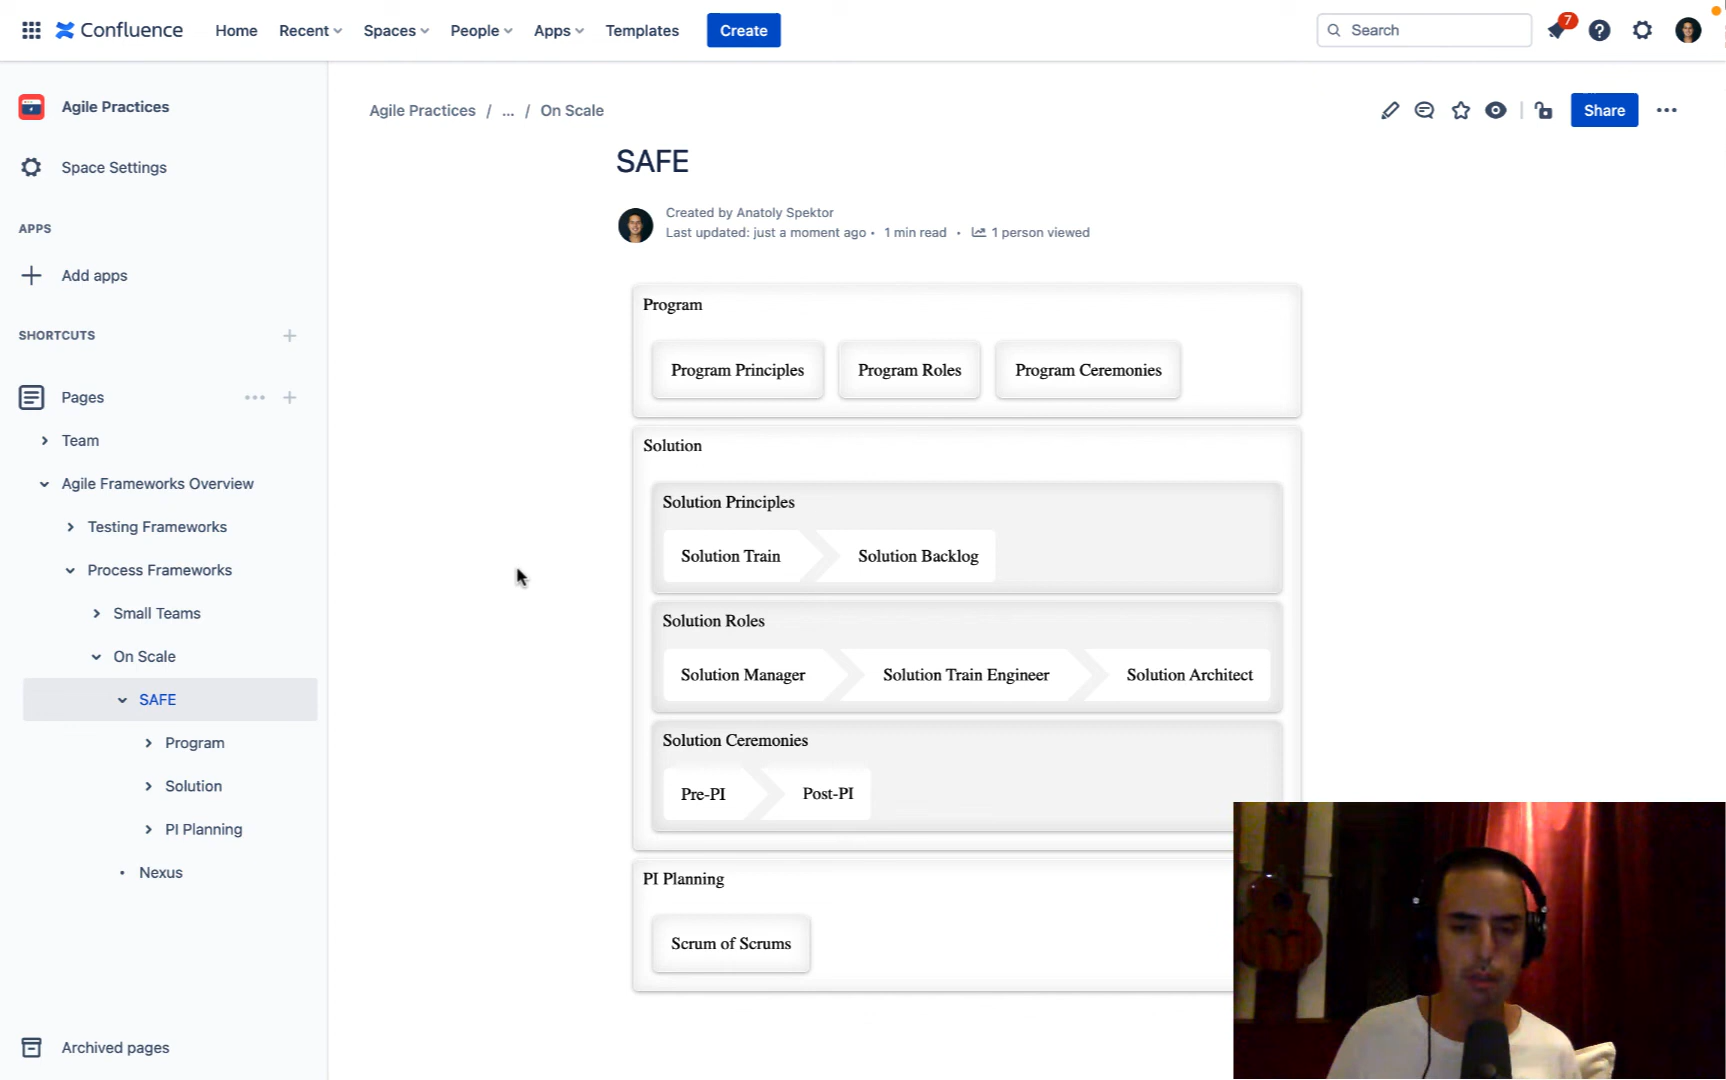 Confluence Home Recent Spaces People Apps Templates Create Search 7
Agile Practices
Space Settings
APPS
Add apps
SHORTCUTS
Pages
Team
Agile Frameworks Overview
Testing Frameworks
Process Frameworks
Small Teams
On Scale
SAFE
Program
Solution
PI Planning
Nexus
Archived pages
Agile Practices / ... / On Scale
Share
SAFE
Created by Anatoly Spektor
Last updated: just a moment ago • 1 min read • 1 person viewed
Program
Program Principles Program Roles Program Ceremonies
Solution
Solution Principles
Solution Train Solution Backlog
Solution Roles
Solution Manager Solution Train Engineer Solution Architect
Solution Ceremonies
Pre-PI Post-PI
PI Planning
Scrum of Scrums